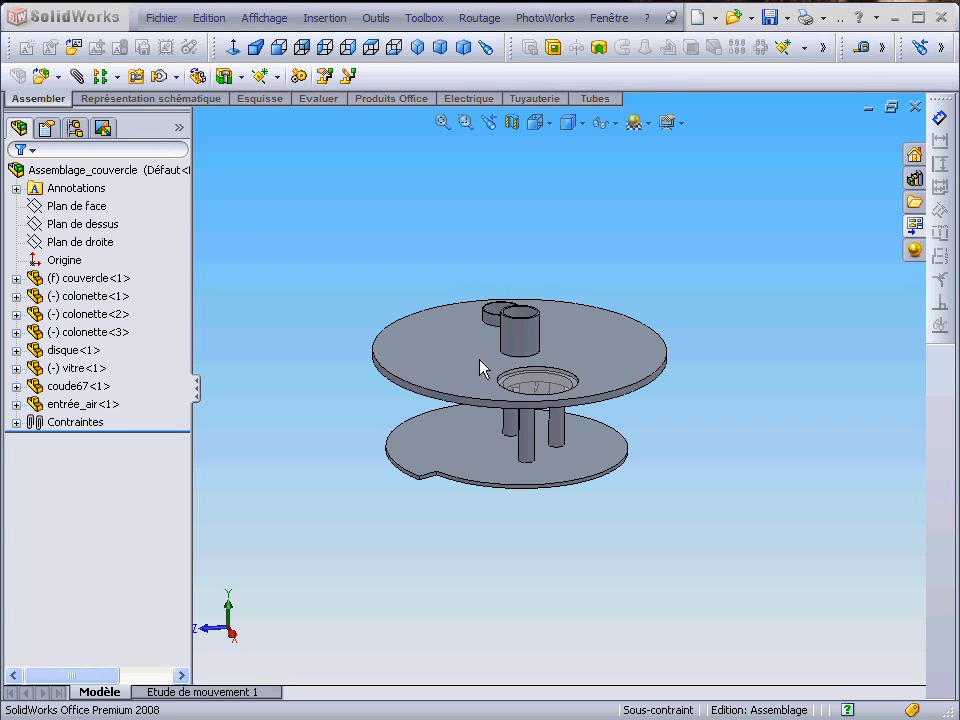 SolidWorks Fichier Edition Affichage Insertion Outils Toolbox Routage PhotoWorks Fenêtre ?
Assembler Représentation schématique Esquisse Evaluer Produits Office Electrique Tuyauterie Tubes
Assemblage_couvercle (Défaut<
A Annotations
Plan de face
Plan de dessus
Plan de droite
Origine
(f) couvercle<1>
(-) colonette<1>
(-) colonette<2>
(-) colonette<3>
disque<1>
(-) vitre<1>
coude67<1>
entrée_air<1>
Contraintes
Y
Z
X
Modèle Etude de mouvement 1
SolidWorks Office Premium 2008 Sous-contraint Edition: Assemblage ?